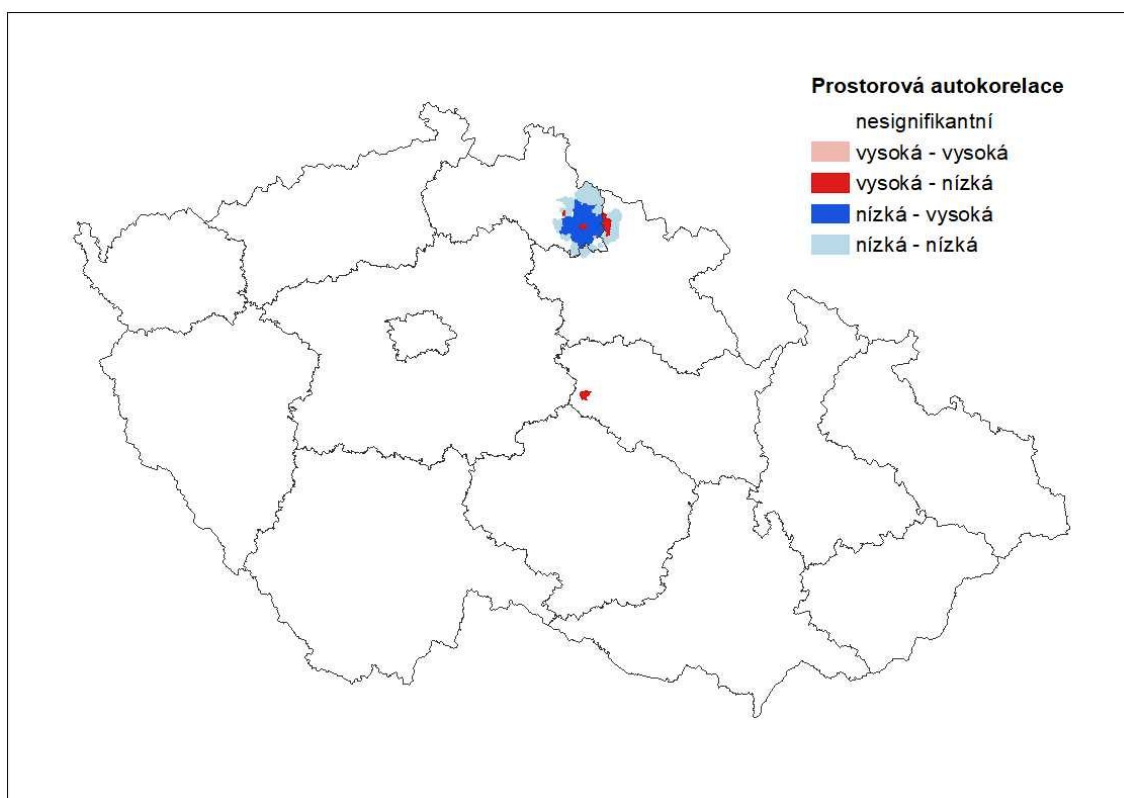 Prostorová autokorelace
nesignifikantní
vysoká - vysoká
vysoká - nízká
nízká - vysoká
nízká - nízká